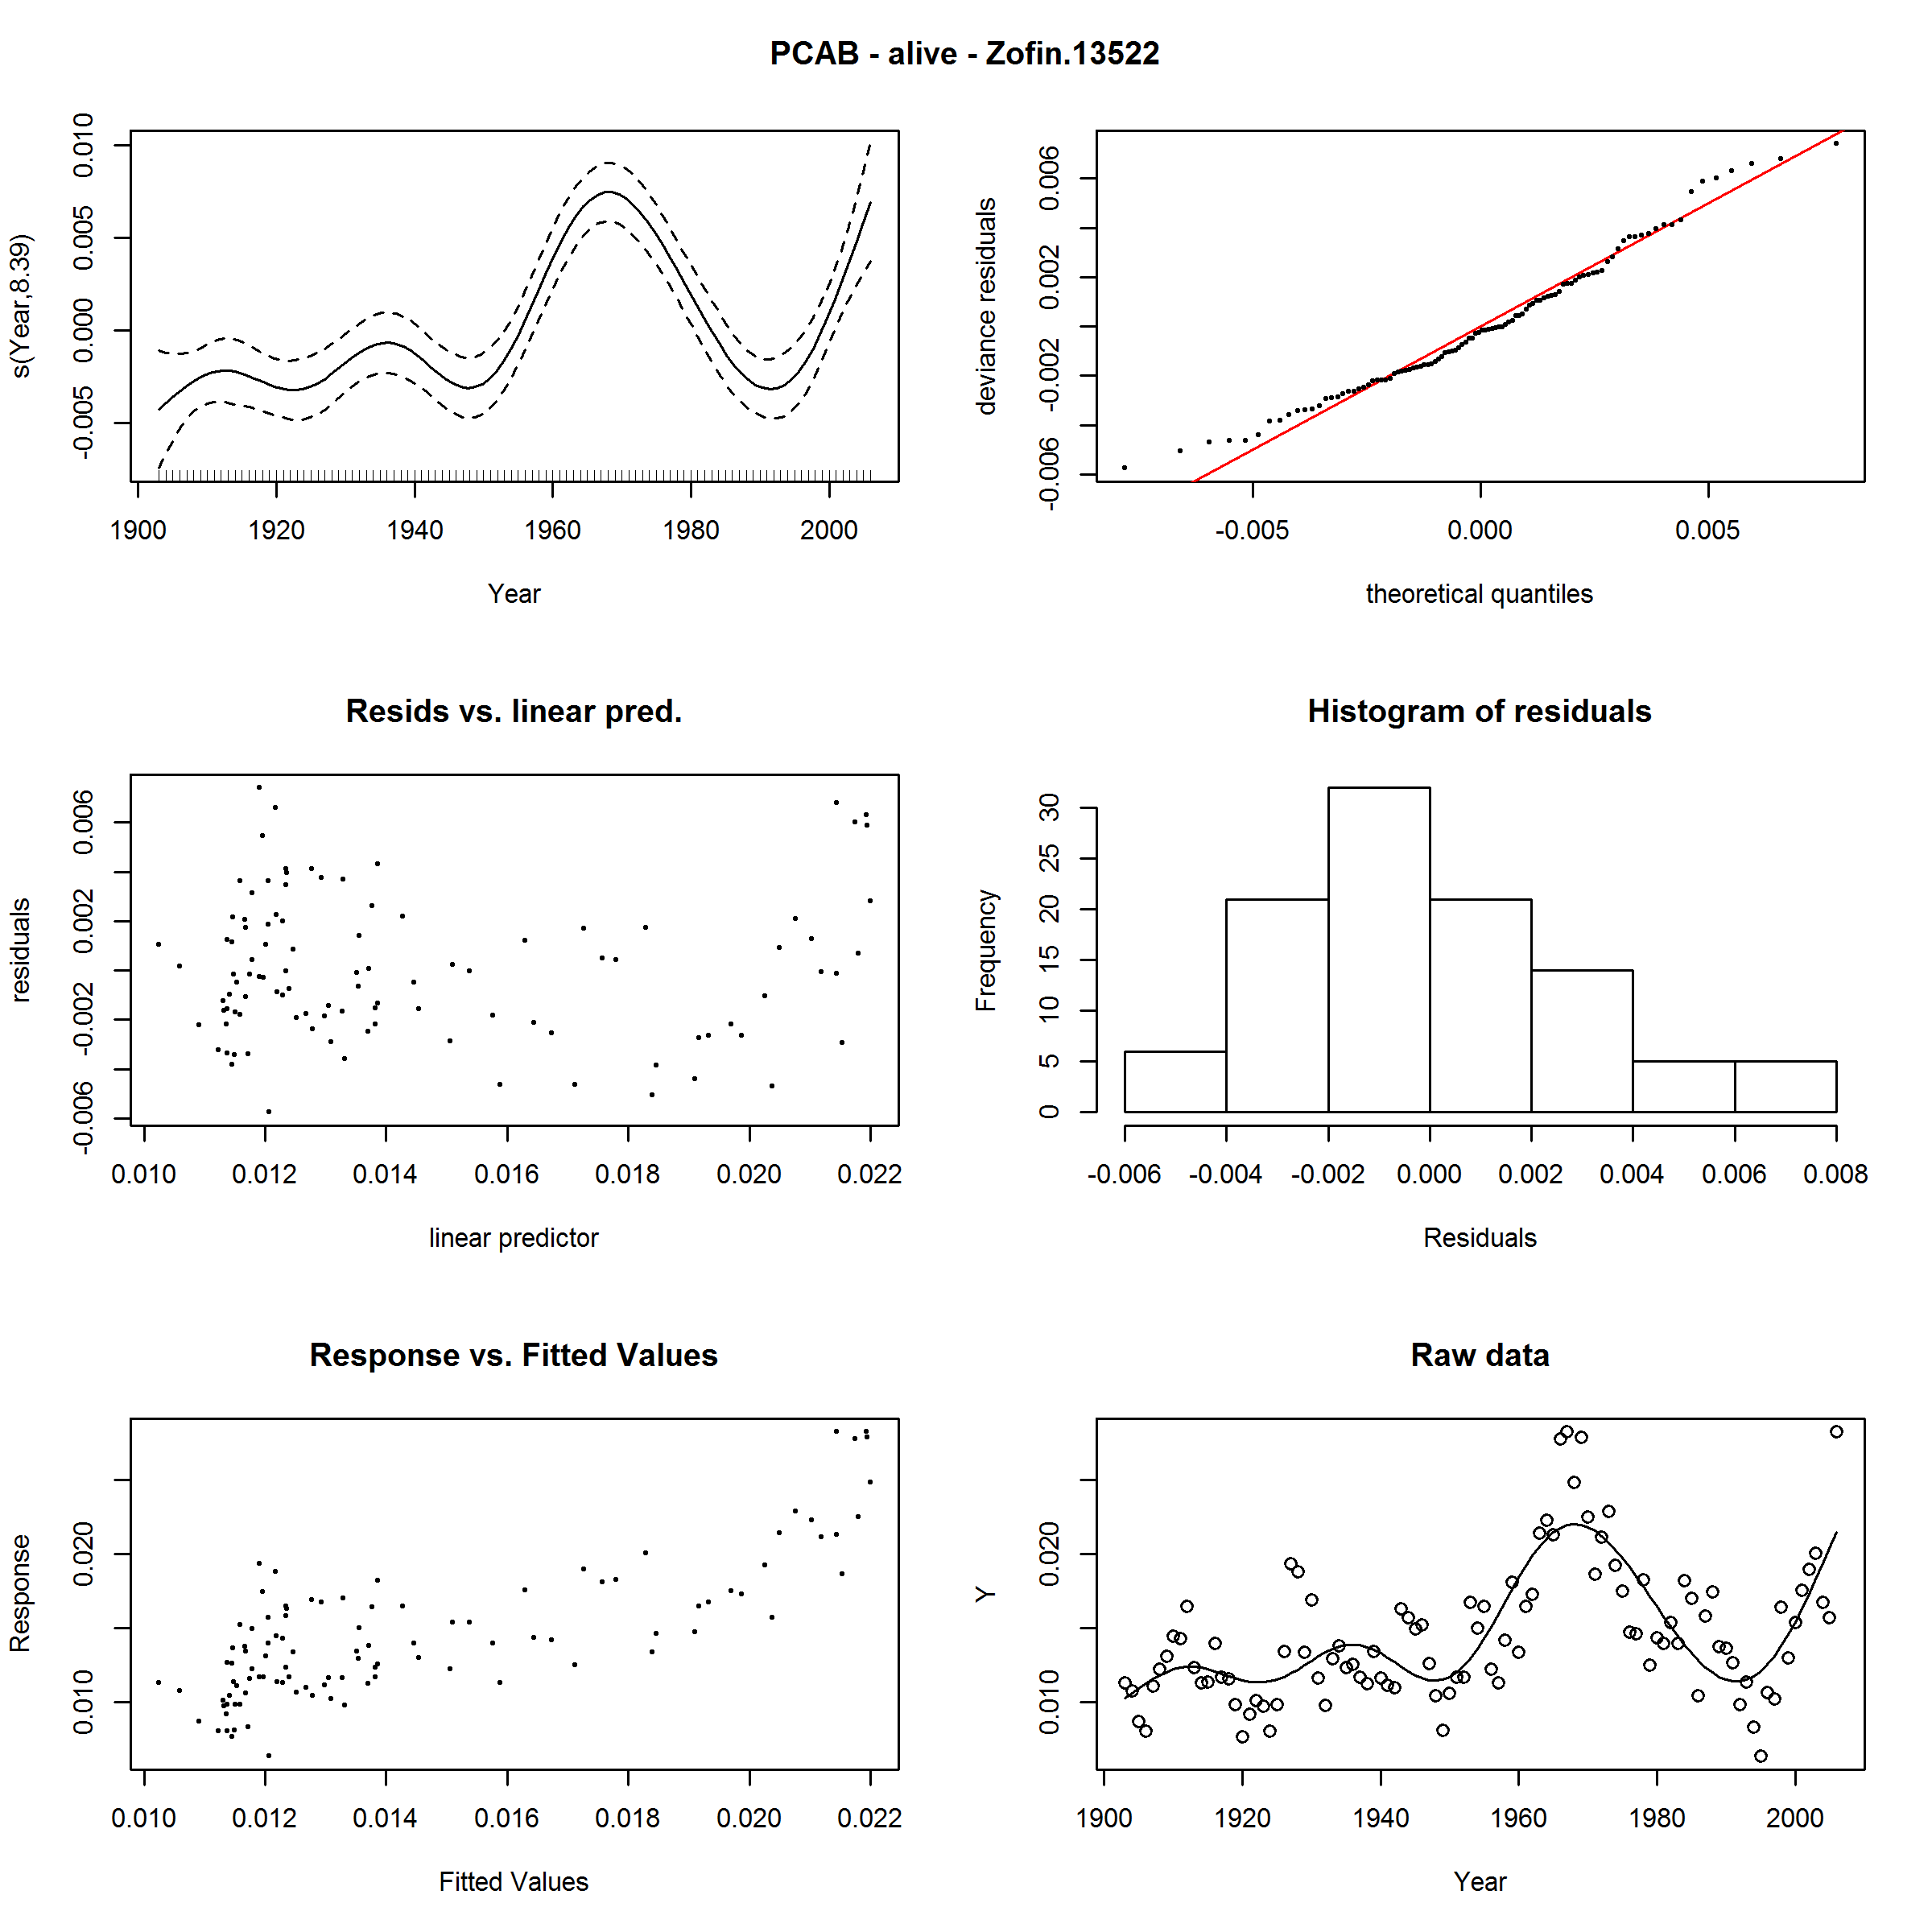 PCAB - alive - Zofin.13522
s(Year,8.39)
0.010
0.005
0.000
-0.005
1900 1920 1940 1960 1980 2000
Year
deviance residuals
0.006
0.002
-0.002
-0.006
-0.005 0.000 0.005
theoretical quantiles
Resids vs. linear pred.
residuals
0.006
0.002
-0.002
-0.006
0.010 0.012 0.014 0.016 0.018 0.020 0.022
linear predictor
Histogram of residuals
Frequency
30
25
20
15
10
5
0
-0.006 -0.004 -0.002 0.000 0.002 0.004 0.006 0.008
Residuals
Response vs. Fitted Values
Response
0.020
0.010
0.010 0.012 0.014 0.016 0.018 0.020 0.022
Fitted Values
Raw data
Y
0.020
0.010
1900 1920 1940 1960 1980 2000
Year